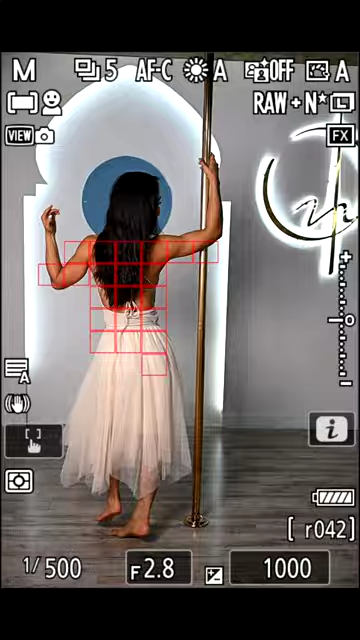 M 5 AF-C A OFF A
RAW+N* L
VIEW FX
A
i
[ r042]
1/500 F2.8 1000